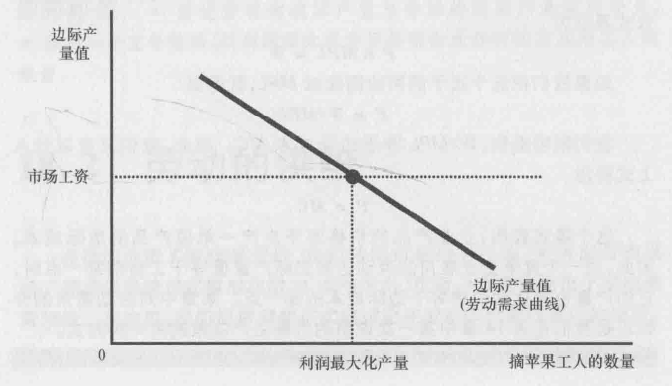 边际产
量值
市场工资
边际产量值
(劳动需求曲线)
0
利润最大化产量
摘苹果工人的数量